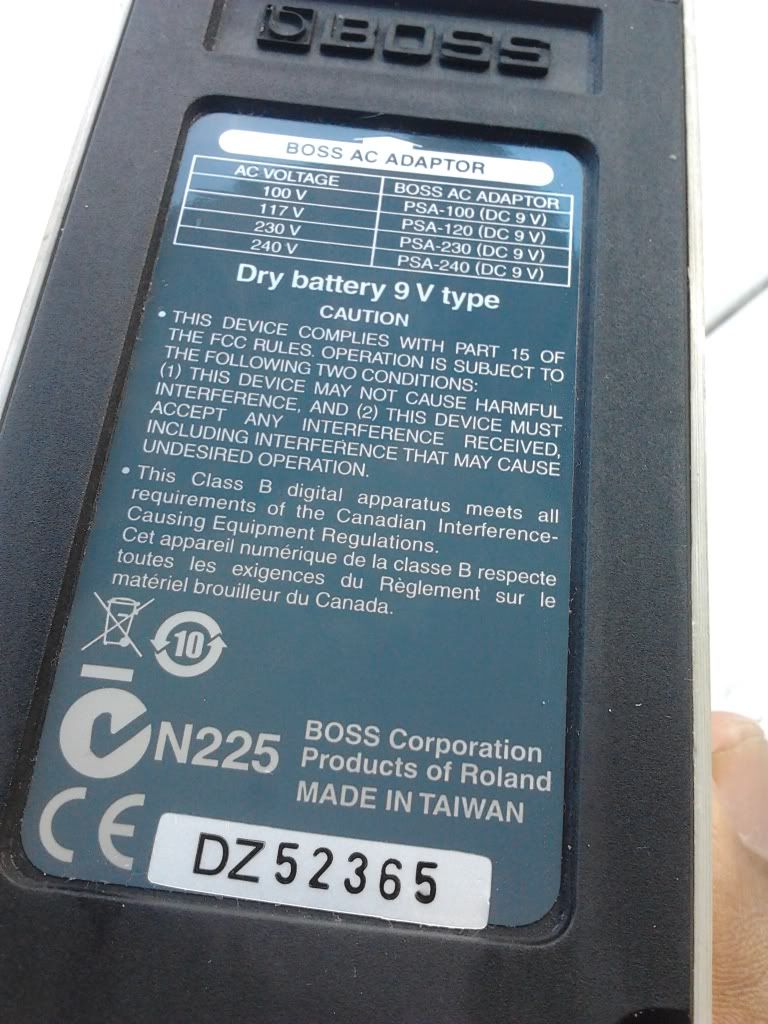 BOSS
BOSS AC ADAPTOR
AC VOLTAGE BOSS AC ADAPTOR
100 V PSA-100 (DC 9 V)
117 V PSA-120 (DC 9 V)
230 V PSA-230 (DC 9 V)
240 V PSA-240 (DC 9 V)
Dry battery 9 V type
CAUTION
• THIS DEVICE COMPLIES WITH PART 15 OF
THE FCC RULES. OPERATION IS SUBJECT TO
THE FOLLOWING TWO CONDITIONS:
(1) THIS DEVICE MAY NOT CAUSE HARMFUL
INTERFERENCE, AND (2) THIS DEVICE MUST
ACCEPT ANY INTERFERENCE RECEIVED,
INCLUDING INTERFERENCE THAT MAY CAUSE
UNDESIRED OPERATION.
• This Class B digital apparatus meets all
requirements of the Canadian Interference-
Causing Equipment Regulations.
Cet appareil numérique de la classe B respecte
toutes les exigences du Règlement sur le
matériel brouilleur du Canada.
10
N225
BOSS Corporation
Products of Roland
MADE IN TAIWAN
CE
DZ52365